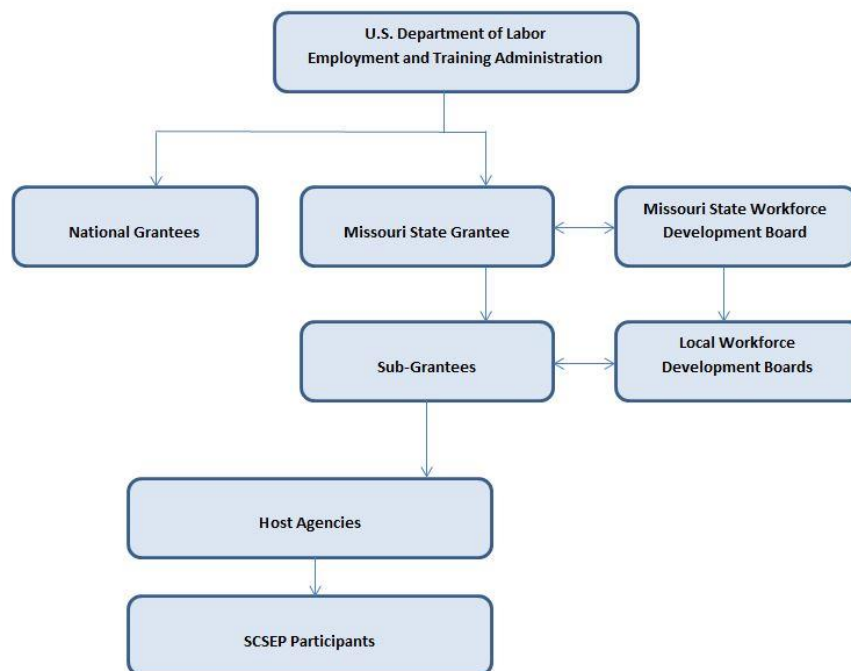 U.S. Department of Labor
Employment and Training Administration
National Grantees
Missouri State Grantee
Missouri State Workforce
Development Board
Sub-Grantees
Local Workforce
Development Boards
Host Agencies
SCSEP Participants